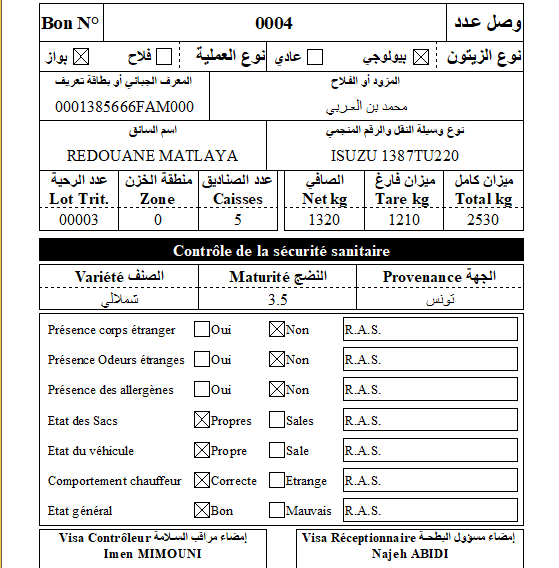 Bon N° 0004 وصل عدد
نوع الزيتون ☒ بيولوجي ☐ عادي نوع العملية ☐ فلاح ☒ بواز
المزود أو الفلاح المعرف الجبائي أو بطاقة تعريف
محمد بن العربي 0001385666FAM000
نوع وسيلة النقل والرقم المنجمي اسم السائق
REDOUANE MATLAYA ISUZU 1387TU220
عدد الرحية منطقة الخزن عدد الصناديق الصافي ميزان فارغ ميزان كامل
Lot Trit. Zone Caisses Net kg Tare kg Total kg
00003 0 5 1320 1210 2530
Contrôle de la sécurité sanitaire
Variété الصنف Maturité النضج Provenance الجهة
شملالي 3.5 تونس
Présence corps étranger ☐ Oui ☒ Non R.A.S.
Présence Odeurs étranges ☐ Oui ☒ Non R.A.S.
Présence des allergènes ☐ Oui ☒ Non R.A.S.
Etat des Sacs ☒ Propres ☐ Sales R.A.S.
Etat du véhicule ☒ Propre ☐ Sale R.A.S.
Comportement chauffeur ☒ Correcte ☐ Etrange R.A.S.
Etat général ☒ Bon ☐ Mauvais R.A.S.
Visa Contrôleur إمضاء مراقب السلامة Visa Réceptionnaire إمضاء مسؤول البطحة
Imen MIMOUNI Najeh ABIDI